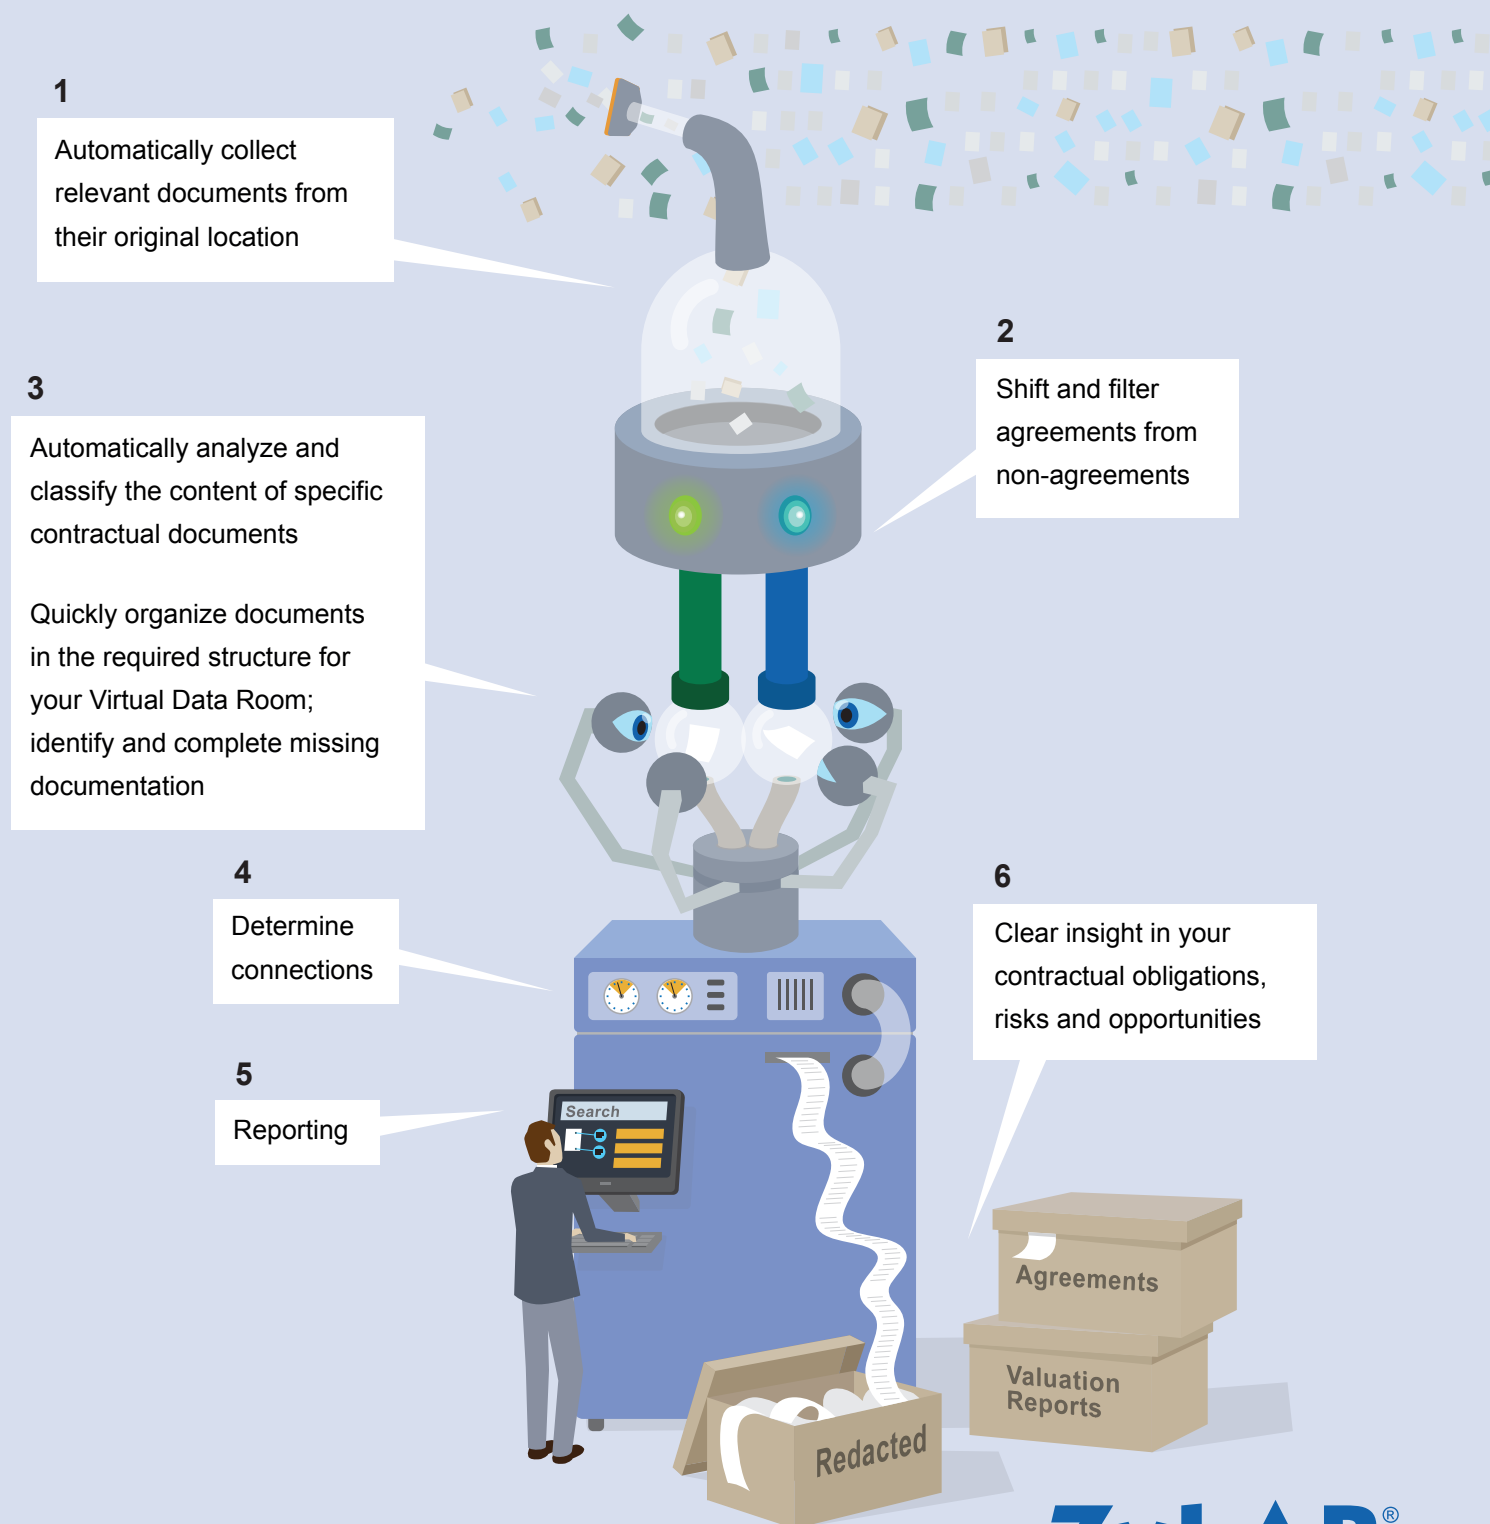 1
Automatically collect
relevant documents from
their original location
2
Shift and filter
agreements from
non-agreements
3
Automatically analyze and
classify the content of specific
contractual documents
Quickly organize documents
in the required structure for
your Virtual Data Room;
identify and complete missing
documentation
4
Determine
connections
5
Reporting
6
Clear insight in your
contractual obligations,
risks and opportunities
Search
Agreements
Valuation
Reports
Redacted